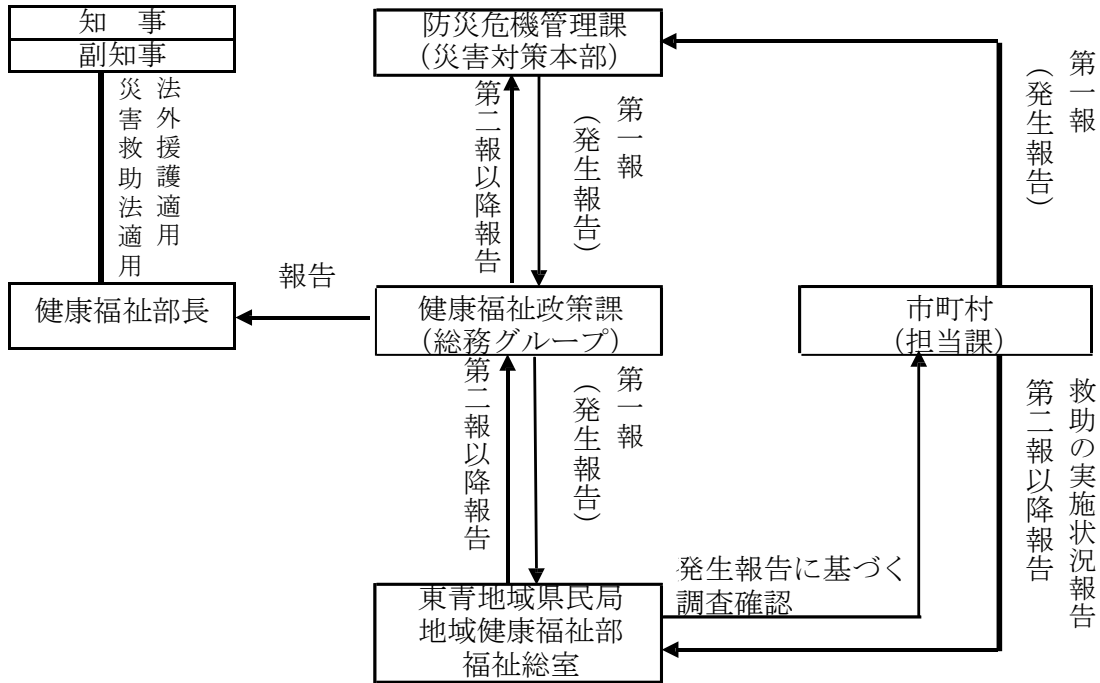 知　事
副知事
法外援護適用
災害救助法適用
健康福祉部長
報告
防災危機管理課
（災害対策本部）
第一報
（発生報告）
第二報以降報告
健康福祉政策課
（総務グループ）
第一報
（発生報告）
第二報以降報告
東青地域県民局
地域健康福祉部
福祉総室
発生報告に基づく
調査確認
第一報
（発生報告）
市町村
（担当課）
救助の実施状況報告
第二報以降報告